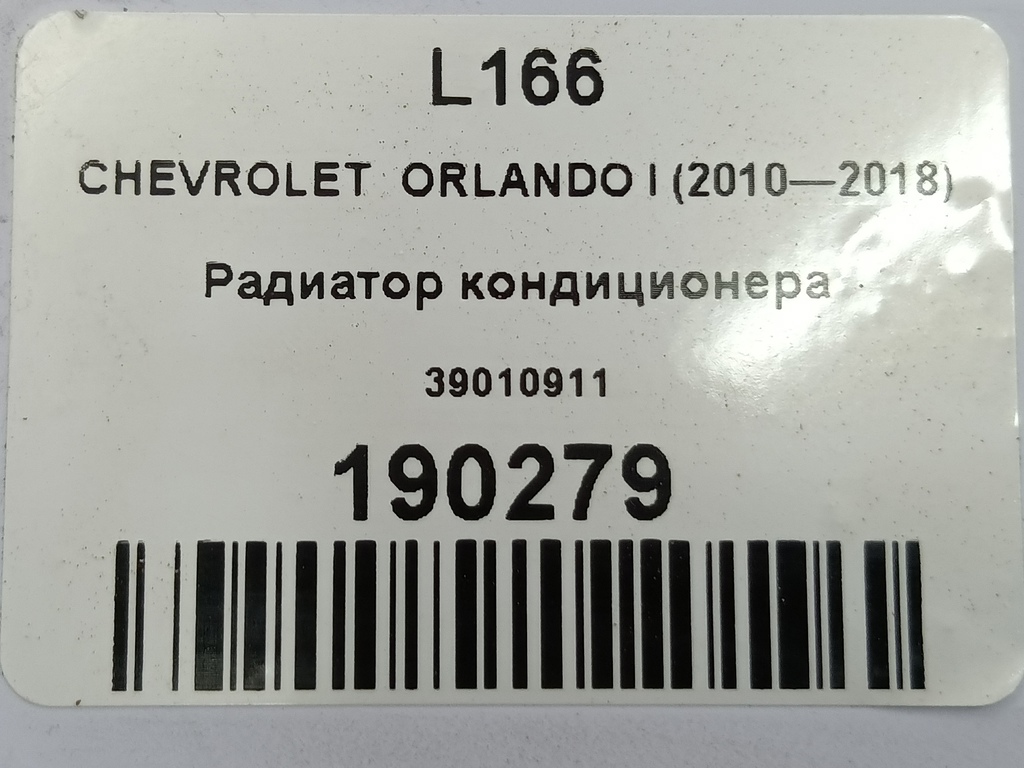 L166
CHEVROLET ORLANDO I (2010—2018)
Радиатор кондиционера
39010911
190279